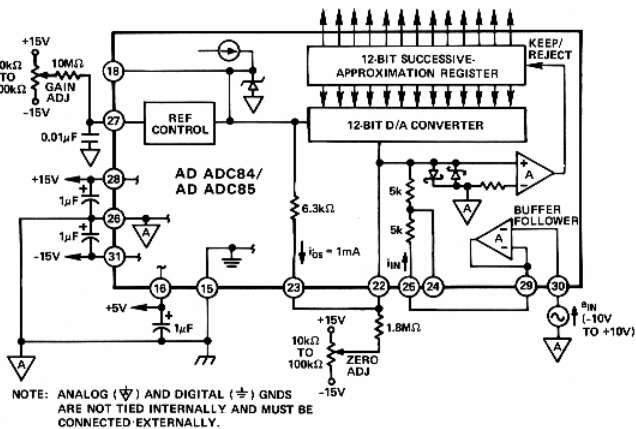 +15V
10MΩ
GAIN
ADJ
TO
-15V
0.01μF
18
27
REF
CONTROL
12-BIT SUCCESSIVE-
APPROXIMATION REGISTER
KEEP/
REJECT
12-BIT D/A CONVERTER
AD ADC84/
AD ADC85
+15V
28
1μF
26
A
1μF
-15V
31
6.3kΩ
iOS = 1mA
5k
5k
iIN
A
+
−
A
BUFFER
FOLLOWER
A
16
15
23
22
25
24
29
30
+5V
1μF
A
+15V
10kΩ
TO
100kΩ
-15V
1.8MΩ
ZERO
ADJ
eIN
(-10V
TO +10V)
A
NOTE: ANALOG (A) AND DIGITAL (⏚) GNDS
ARE NOT TIED INTERNALLY AND MUST BE
CONNECTED EXTERNALLY.